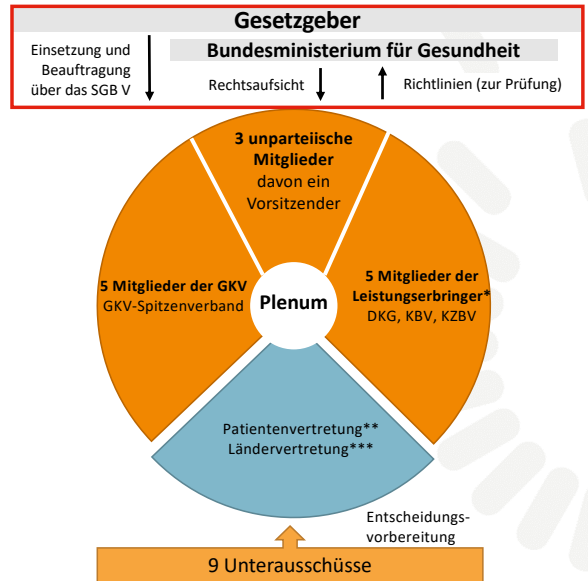 Gesetzgeber
Einsetzung und
Beauftragung
über das SGB V
Bundesministerium für Gesundheit
Rechtsaufsicht
Richtlinien (zur Prüfung)
3 unparteiische
Mitglieder
davon ein
Vorsitzender
5 Mitglieder der GKV
GKV-Spitzenverband
Plenum
5 Mitglieder der
Leistungserbringer*
DKG, KBV, KZBV
Patientenvertretung**
Ländervertretung***
Entscheidungs-
vorbereitung
9 Unterausschüsse